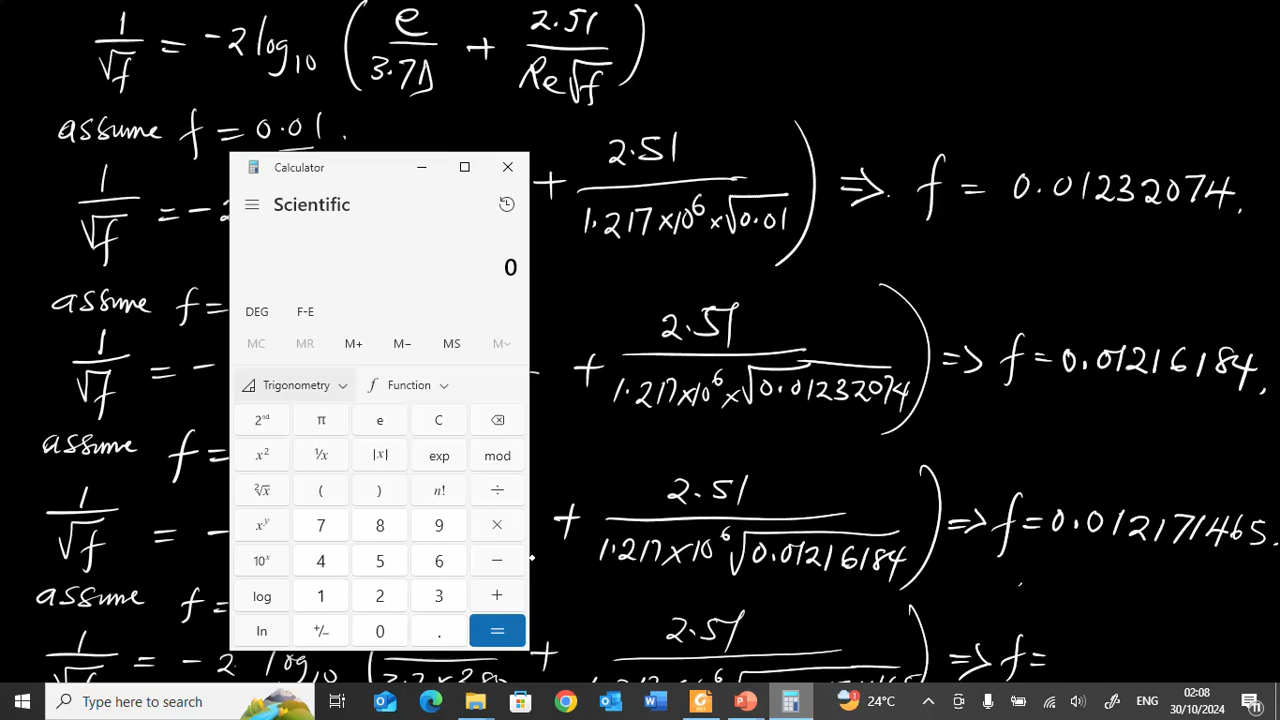 1/√f = -2 log10 ( e/3.7D + 2.51/Re√f )
assume f = 0.01.
1/√f = -2 + 2.51/1.217×10^6×√0.01 ) ⇒ f = 0.01232074.
assume f =
1/√f = - + 2.51/1.217×10^6×√0.01232074 ) ⇒ f = 0.01216184.
assume f =
1/√f = - + 2.51/1.217×10^6 √0.01216184 ) ⇒ f = 0.012171465.
assume f =
1/√f = -2 log10 ( + 2.51 ) ⇒ f =
Calculator
Scientific
0
DEG F-E
MC MR M+ M− MS M˅
Trigonometry f Function
2nd π e C
x² ¹/x |x| exp mod
²√x ( ) n! ÷
xʸ 7 8 9 ×
10ˣ 4 5 6 −
log 1 2 3 +
ln +/− 0 . =
Type here to search
24°C
ENG
02:08
30/10/2024